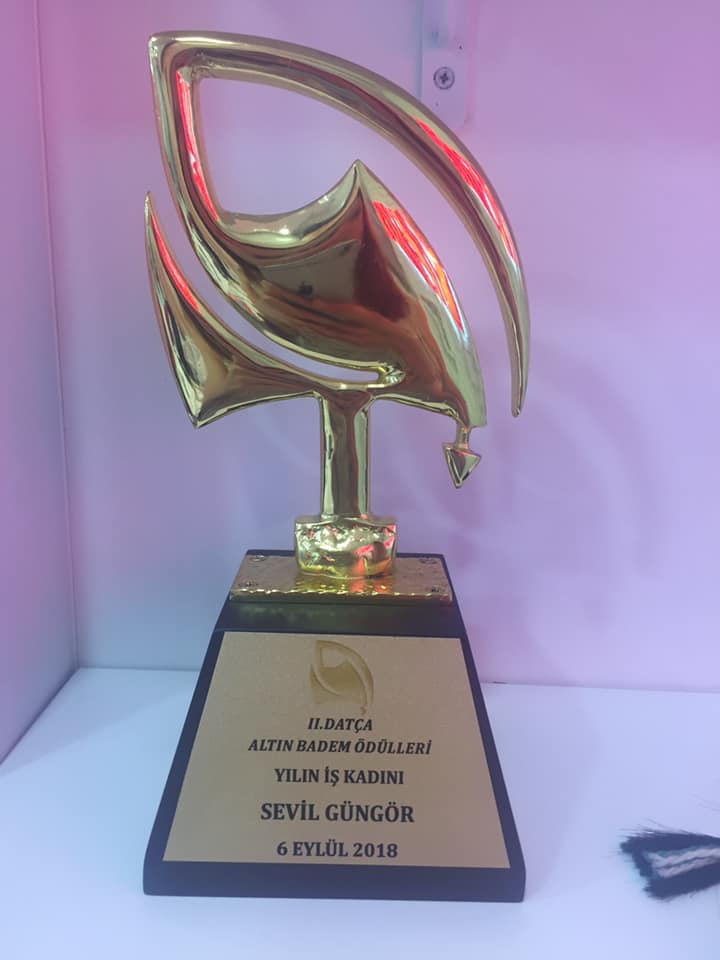 II.DATÇA
ALTIN BADEM ÖDÜLLERİ
YILIN İŞ KADINI
SEVİL GÜNGÖR
6 EYLÜL 2018